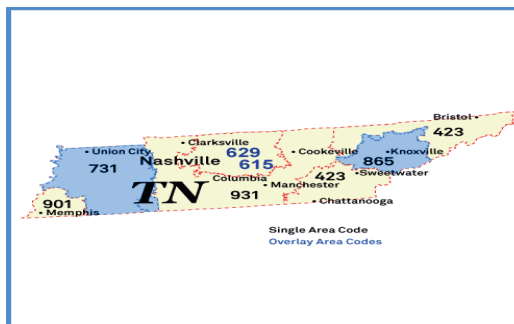 Bristol
423
Clarksville
Union City
629
Cookeville
Knoxville
Nashville
615
865
731
Columbia
423
Sweetwater
Manchester
TN
931
901
Chattanooga
Memphis
Single Area Code
Overlay Area Codes